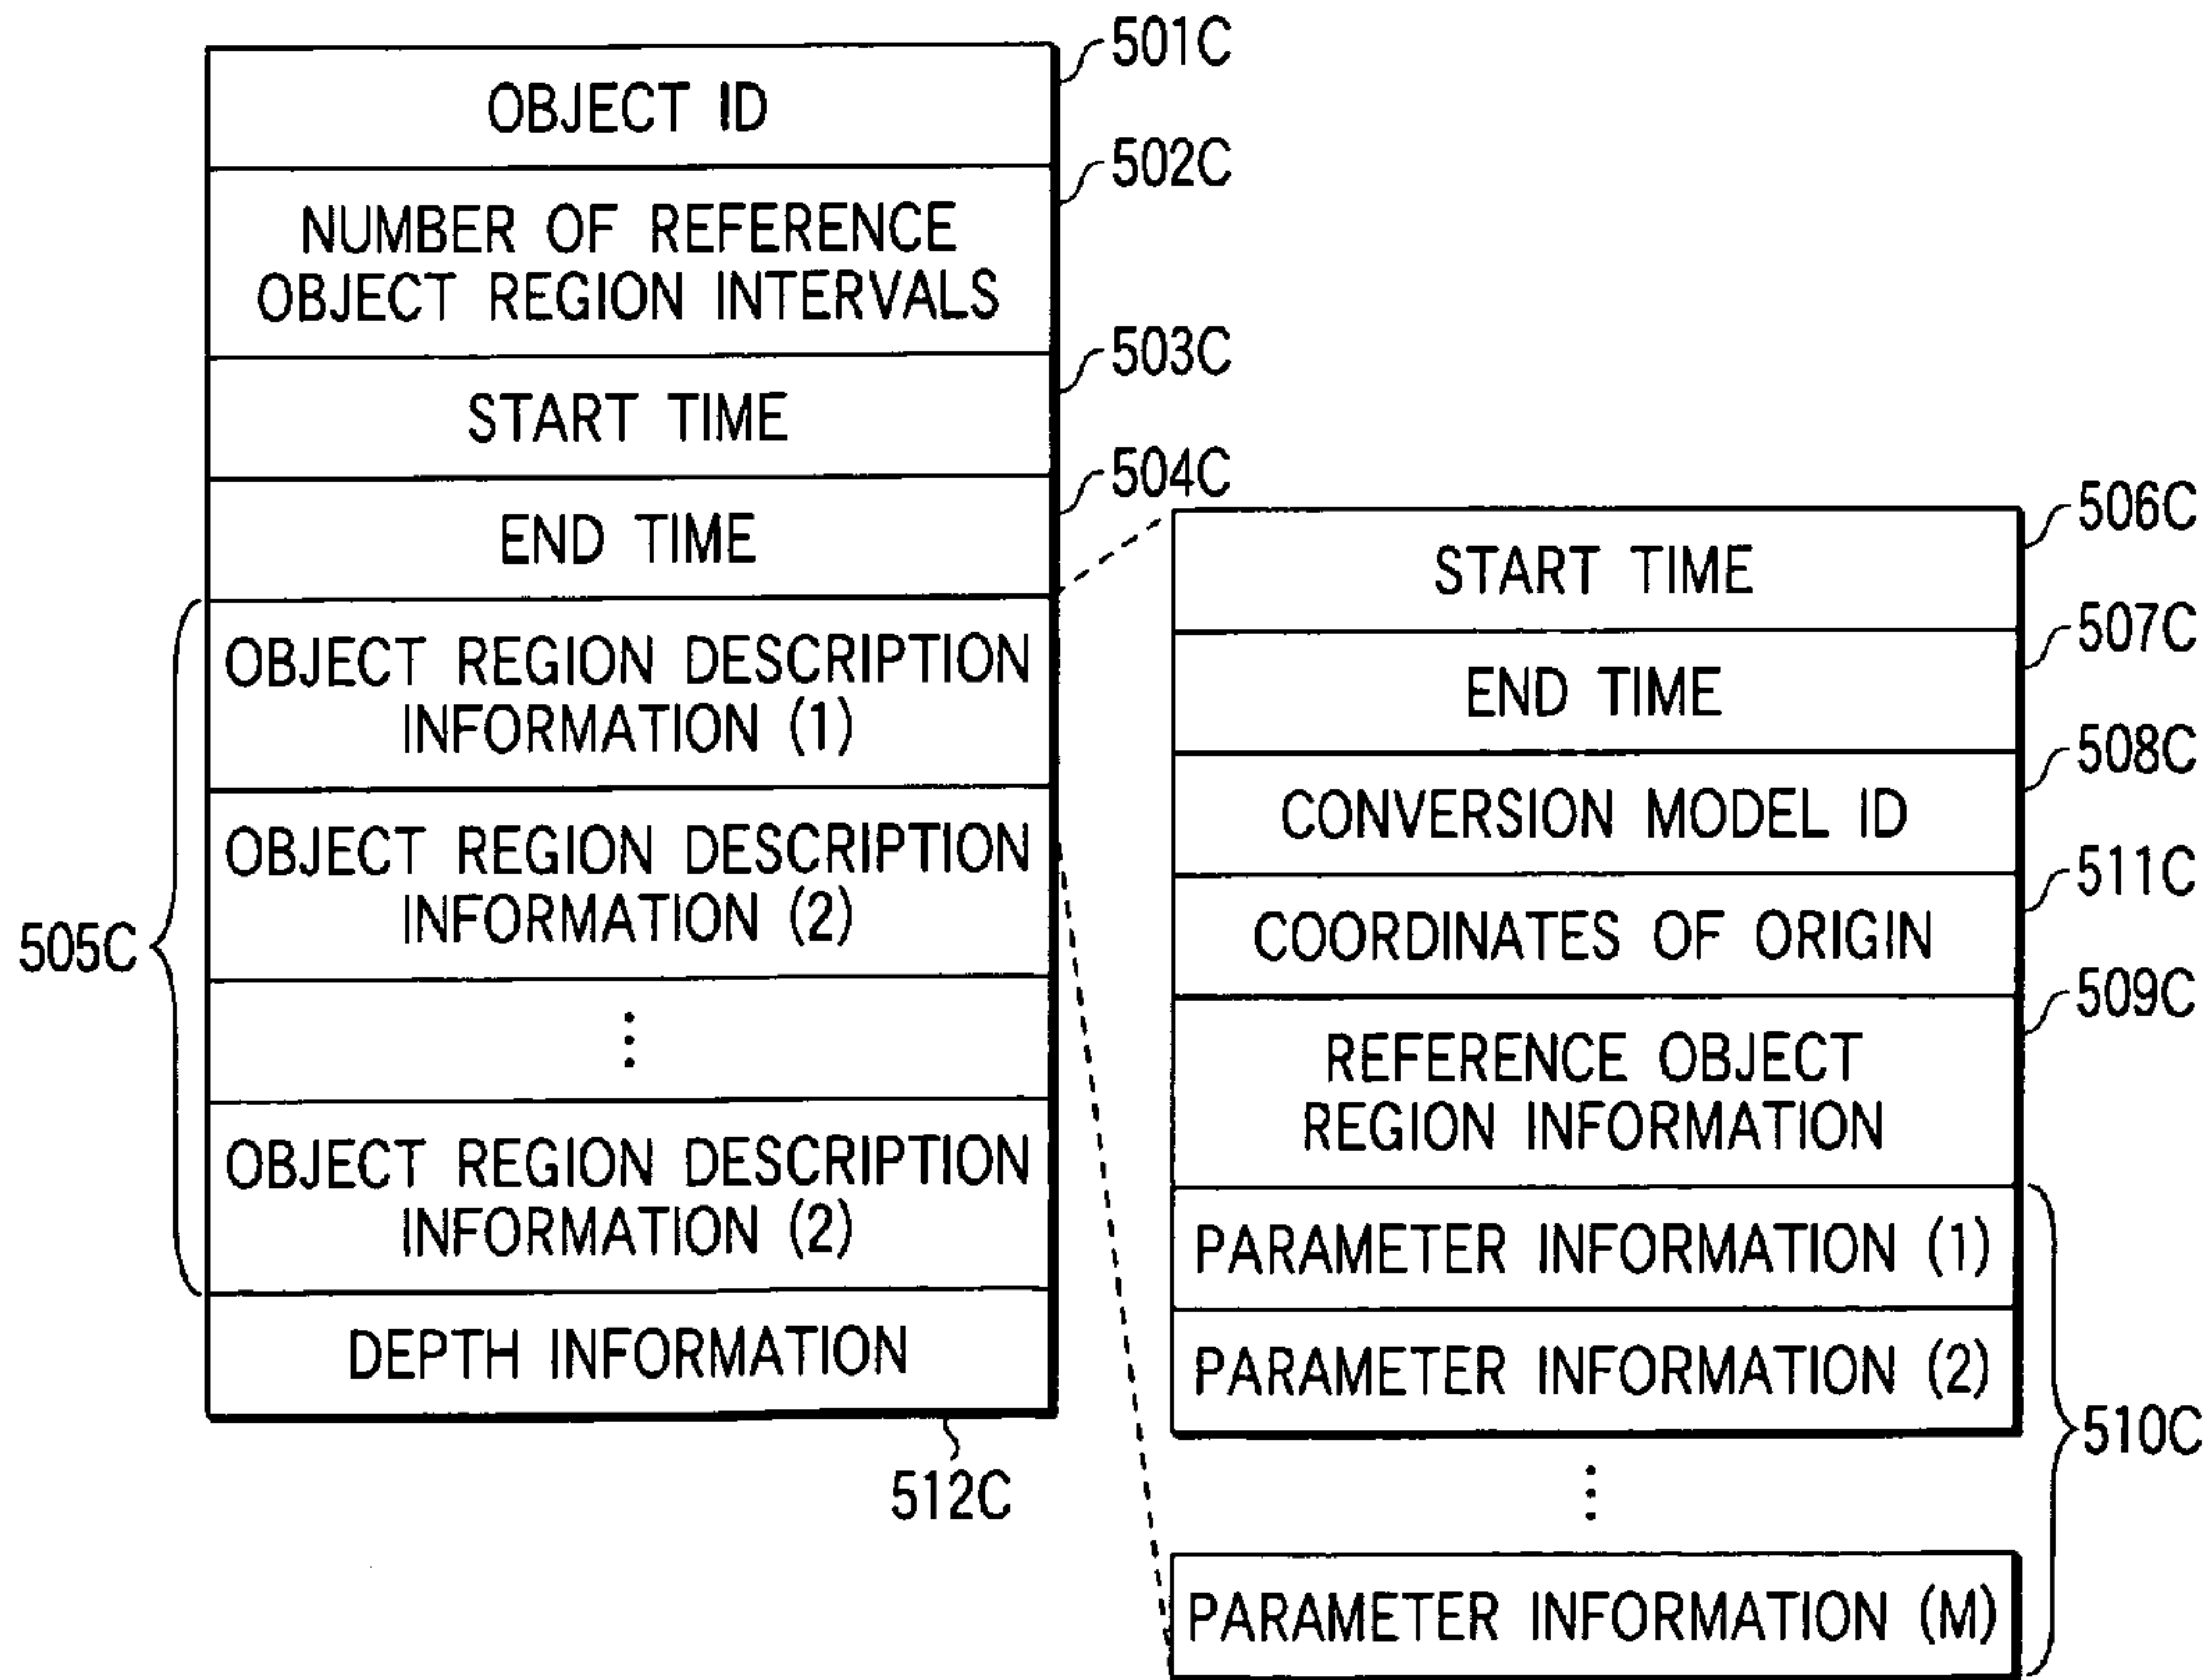 501C
OBJECT ID
502C
NUMBER OF REFERENCE
OBJECT REGION INTERVALS
503C
START TIME
504C
END TIME
505C
OBJECT REGION DESCRIPTION
INFORMATION (1)
OBJECT REGION DESCRIPTION
INFORMATION (2)
⋮
OBJECT REGION DESCRIPTION
INFORMATION (2)
DEPTH INFORMATION
512C
506C
START TIME
507C
END TIME
508C
CONVERSION MODEL ID
511C
COORDINATES OF ORIGIN
509C
REFERENCE OBJECT
REGION INFORMATION
PARAMETER INFORMATION (1)
PARAMETER INFORMATION (2)
510C
⋮
PARAMETER INFORMATION (M)